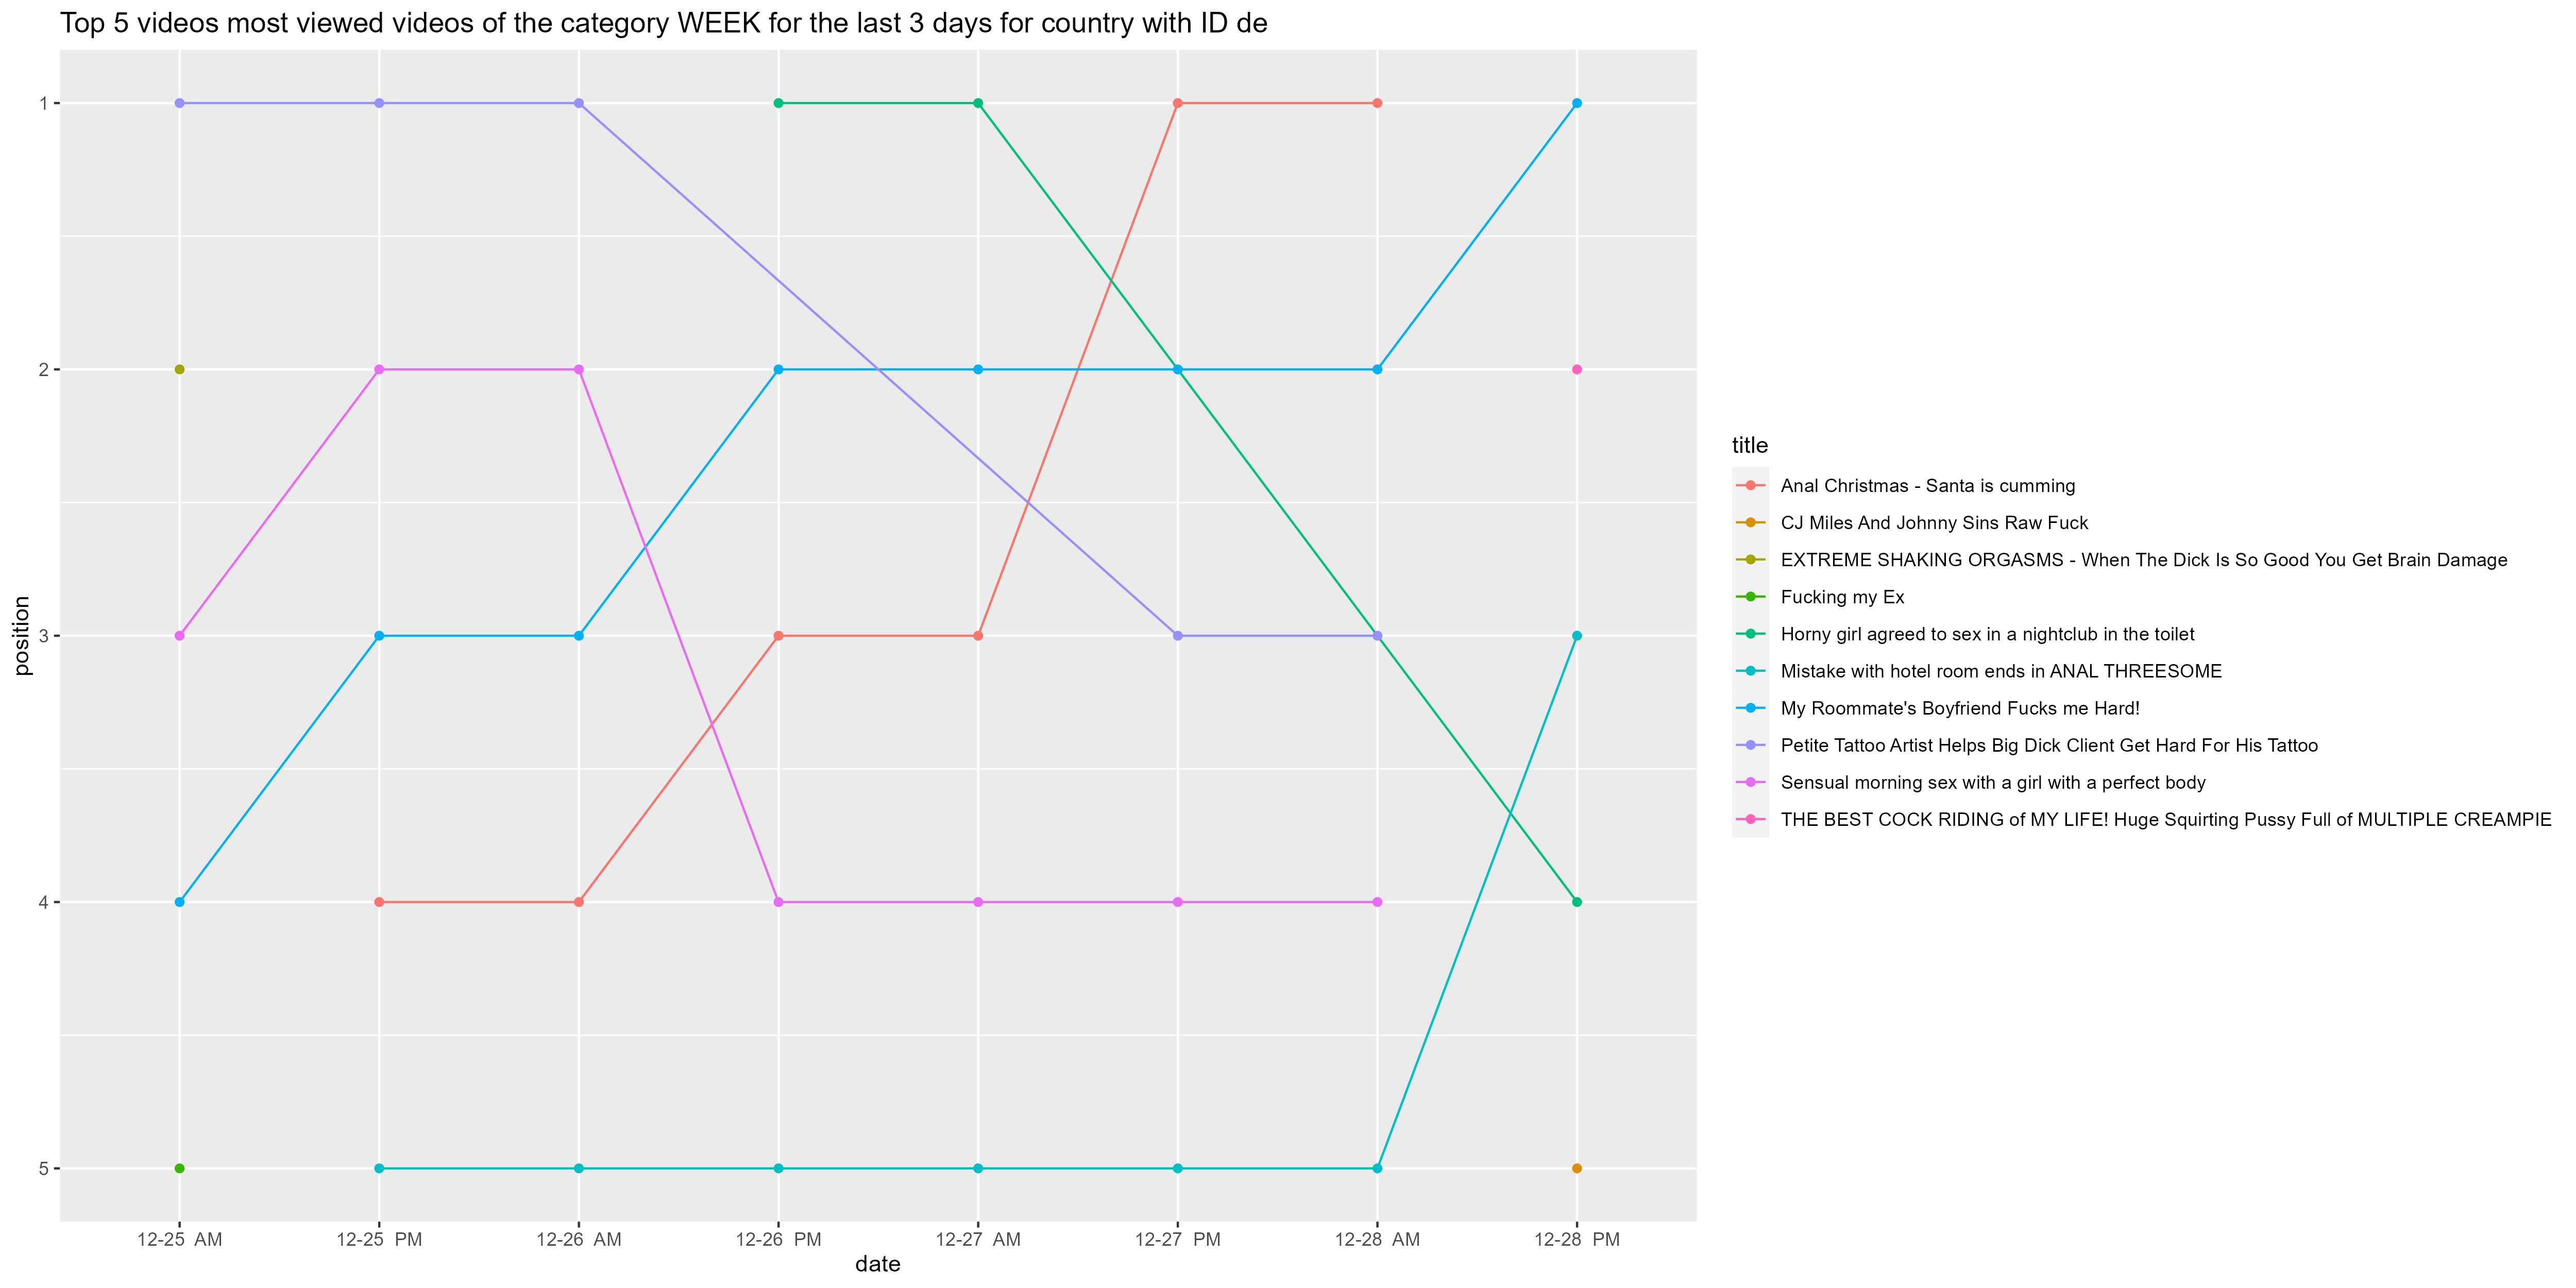 Top 5 videos most viewed videos of the category WEEK for the last 3 days for country with ID de
position
1
2
3
4
5
12-25 AM
12-25 PM
12-26 AM
12-26 PM
12-27 AM
12-27 PM
12-28 AM
12-28 PM
date
title
Anal Christmas - Santa is cumming
CJ Miles And Johnny Sins Raw Fuck
EXTREME SHAKING ORGASMS - When The Dick Is So Good You Get Brain Damage
Fucking my Ex
Horny girl agreed to sex in a nightclub in the toilet
Mistake with hotel room ends in ANAL THREESOME
My Roommate's Boyfriend Fucks me Hard!
Petite Tattoo Artist Helps Big Dick Client Get Hard For His Tattoo
Sensual morning sex with a girl with a perfect body
THE BEST COCK RIDING of MY LIFE! Huge Squirting Pussy Full of MULTIPLE CREAMPIE